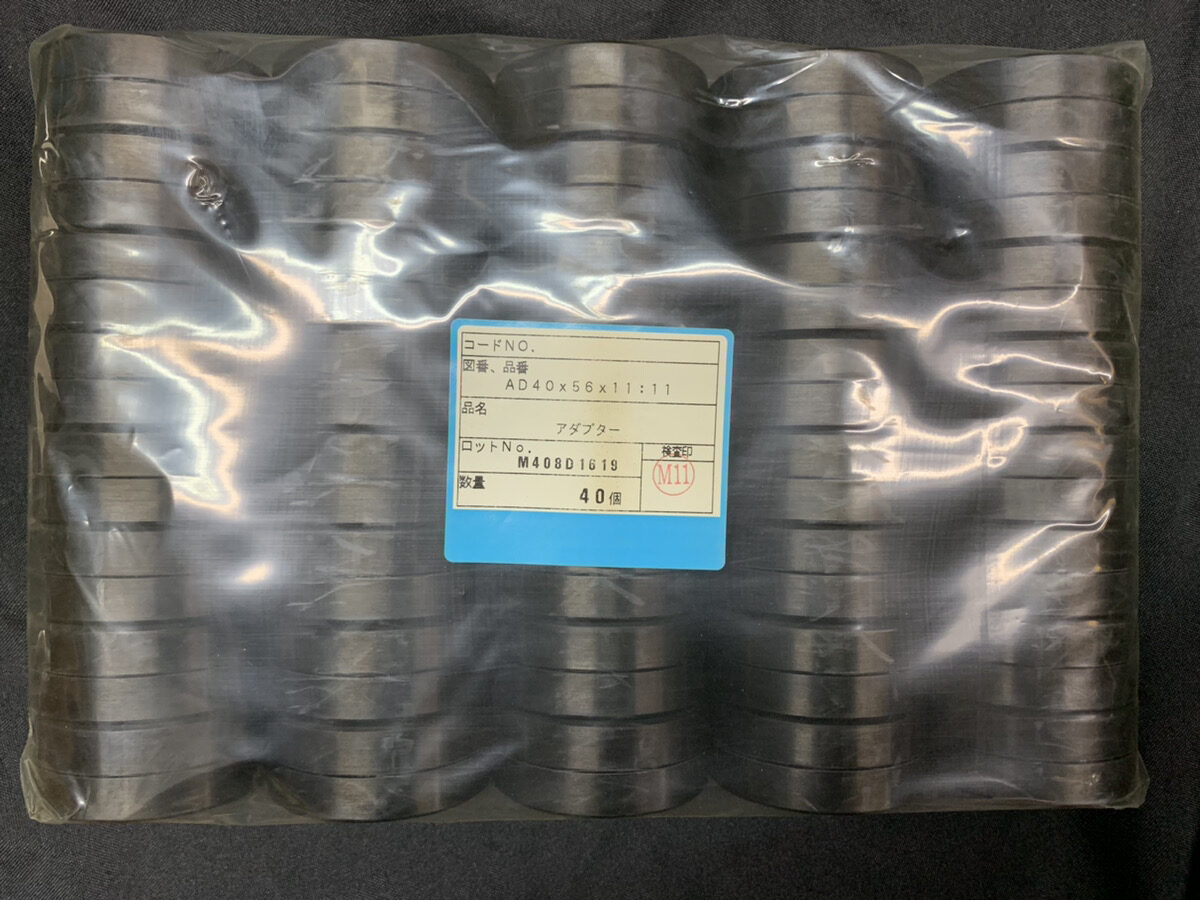 コードNO.
図番、品番
AD40x56x11:11
品名
アダプター
ロットNo.
M408D1619
検査印
M11
数量
40個